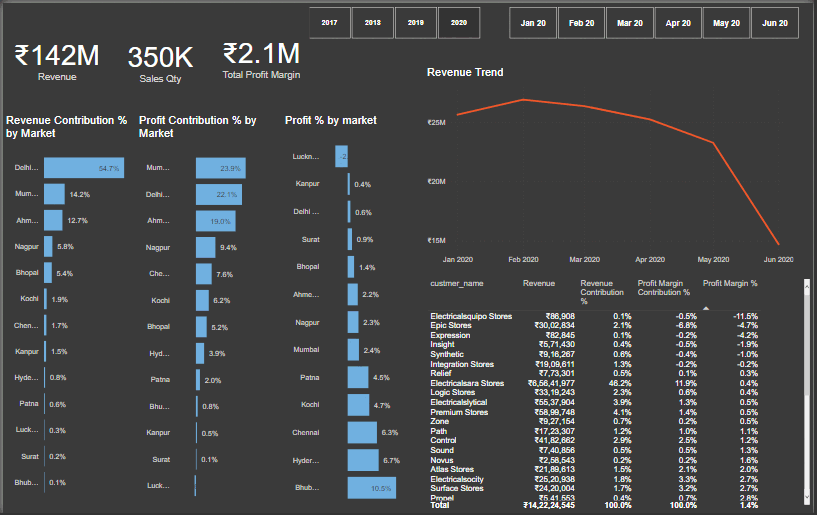 2017 2018 2019 2020 Jan 20 Feb 20 Mar 20 Apr 20 May 20 Jun 20
₹142M 350K ₹2.1M
Revenue Sales Qty Total Profit Margin
Revenue Contribution % by Market
Delhi... 54.7%
Mum... 14.2%
Ahm... 12.7%
Nagpur 5.8%
Bhopal 5.4%
Kochi 1.9%
Chen... 1.7%
Kanpur 1.5%
Hyde... 0.8%
Patna 0.6%
Luck... 0.3%
Surat 0.2%
Bhub... 0.1%
Profit Contribution % by Market
Mum... 23.9%
Delhi... 22.1%
Ahm... 19.0%
Nagpur 9.4%
Che... 7.6%
Kochi 6.2%
Bhopal 5.2%
Hyd... 3.9%
Patna 2.0%
Bhu... 0.8%
Kanpur 0.5%
Surat 0.1%
Luck...
Profit % by market
Luckn... -2.
Kanpur 0.4%
Delhi ... 0.6%
Surat 0.9%
Bhopal 1.4%
Ahme... 2.2%
Nagpur 2.3%
Mumbai 2.4%
Patna 4.5%
Kochi 4.7%
Chennai 6.3%
Hyder... 6.7%
Bhub... 10.5%
Revenue Trend
₹25M
₹20M
₹15M
Jan 2020 Feb 2020 Mar 2020 Apr 2020 May 2020 Jun 2020
custmer_name Revenue Revenue Contribution % Profit Margin Contribution % Profit Margin %
Electricalsquipo Stores ₹86,908 0.1% -0.5% -11.5%
Epic Stores ₹30,02,834 2.1% -6.8% -4.7%
Expression ₹82,845 0.1% -0.2% -4.2%
Insight ₹5,71,430 0.4% -0.5% -1.9%
Synthetic ₹9,16,267 0.6% -0.4% -1.0%
Integration Stores ₹19,09,611 1.3% -0.2% -0.2%
Relief ₹7,73,301 0.5% 0.1% 0.3%
Electricalsara Stores ₹6,56,41,977 46.2% 11.9% 0.4%
Logic Stores ₹33,19,243 2.3% 0.6% 0.4%
Electricalslytical ₹55,37,904 3.9% 1.3% 0.5%
Premium Stores ₹58,99,748 4.1% 1.4% 0.5%
Zone ₹9,27,154 0.7% 0.2% 0.5%
Path ₹17,23,307 1.2% 1.0% 1.1%
Control ₹41,82,662 2.9% 2.5% 1.2%
Sound ₹7,40,856 0.5% 0.5% 1.3%
Novus ₹2,58,543 0.2% 0.2% 1.6%
Atlas Stores ₹21,89,613 1.5% 2.1% 2.0%
Electricalsocity ₹25,20,938 1.8% 3.3% 2.7%
Surface Stores ₹24,20,004 1.7% 3.2% 2.7%
Propel ₹5,41,553 0.4% 0.7% 2.8%
Total ₹14,22,24,545 100.0% 100.0% 1.4%